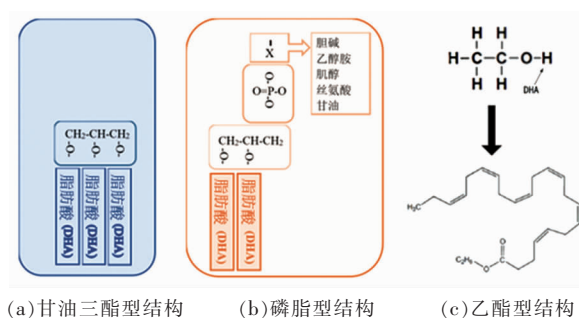 CH₂-CH-CH₂
O O O
脂肪酸(DHA)
脂肪酸(DHA)
脂肪酸(DHA)
(a)甘油三酯型结构
X
胆碱
乙醇胺
肌醇
丝氨酸
甘油
O
O=P-O
O
CH₂-CH-CH₂
O O
脂肪酸(DHA)
脂肪酸(DHA)
(b)磷脂型结构
H H
H-C-C-O-H
H H
DHA
H₃C
O
C₂H₅
O
(c)乙酯型结构